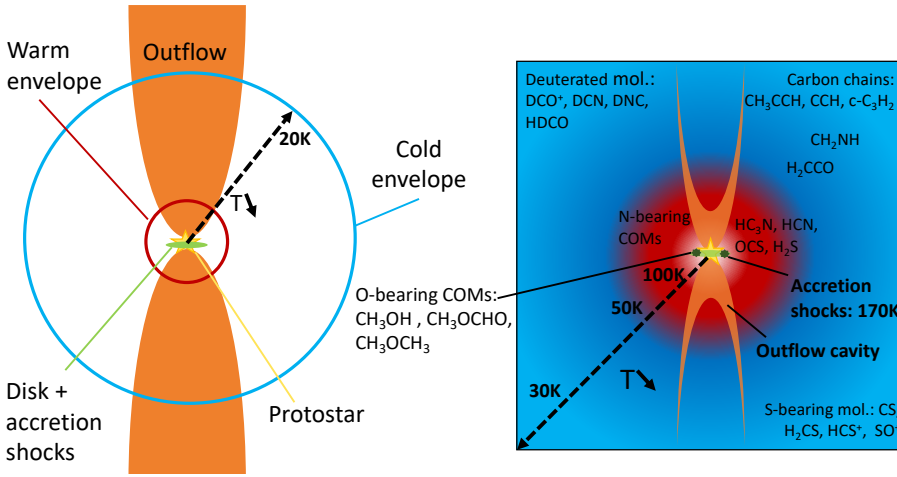 Outflow
Warm
envelope
20K
T
Cold
envelope
Disk +
accretion
shocks
Protostar
O-bearing COMs:
CH₃OH , CH₃OCHO,
CH₃OCH₃
Deuterated mol.:
DCO⁺, DCN, DNC,
HDCO
Carbon chains:
CH₃CCH, CCH, c-C₃H₂
CH₂NH
H₂CCO
N-bearing
COMs
HC₃N, HCN,
OCS, H₂S
100K
50K
30K
T
Accretion
shocks: 170K
Outflow cavity
S-bearing mol.: CS,
H₂CS, HCS⁺, SO⁺